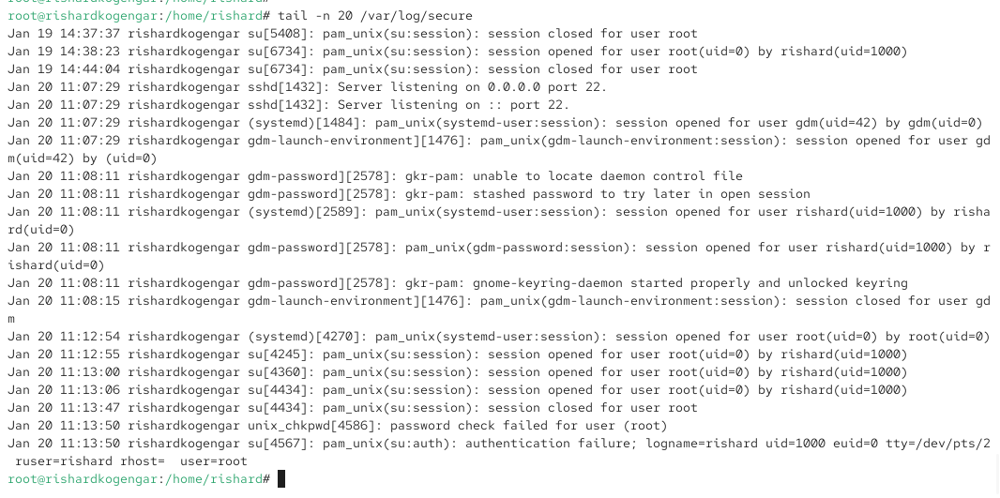 root@rishardkogengar:/home/rishard# tail -n 20 /var/log/secure
Jan 19 14:37:37 rishardkogengar su[5408]: pam_unix(su:session): session closed for user root
Jan 19 14:38:23 rishardkogengar su[6734]: pam_unix(su:session): session opened for user root(uid=0) by rishard(uid=1000)
Jan 19 14:44:04 rishardkogengar su[6734]: pam_unix(su:session): session closed for user root
Jan 20 11:07:29 rishardkogengar sshd[1432]: Server listening on 0.0.0.0 port 22.
Jan 20 11:07:29 rishardkogengar sshd[1432]: Server listening on :: port 22.
Jan 20 11:07:29 rishardkogengar (systemd)[1484]: pam_unix(systemd-user:session): session opened for user gdm(uid=42) by gdm(uid=0)
Jan 20 11:07:29 rishardkogengar gdm-launch-environment][1476]: pam_unix(gdm-launch-environment:session): session opened for user gd
m(uid=42) by (uid=0)
Jan 20 11:08:11 rishardkogengar gdm-password][2578]: gkr-pam: unable to locate daemon control file
Jan 20 11:08:11 rishardkogengar gdm-password][2578]: gkr-pam: stashed password to try later in open session
Jan 20 11:08:11 rishardkogengar (systemd)[2589]: pam_unix(systemd-user:session): session opened for user rishard(uid=1000) by risha
rd(uid=0)
Jan 20 11:08:11 rishardkogengar gdm-password][2578]: pam_unix(gdm-password:session): session opened for user rishard(uid=1000) by r
ishard(uid=0)
Jan 20 11:08:11 rishardkogengar gdm-password][2578]: gkr-pam: gnome-keyring-daemon started properly and unlocked keyring
Jan 20 11:08:15 rishardkogengar gdm-launch-environment][1476]: pam_unix(gdm-launch-environment:session): session closed for user gd
m
Jan 20 11:12:54 rishardkogengar (systemd)[4270]: pam_unix(systemd-user:session): session opened for user root(uid=0) by root(uid=0)
Jan 20 11:12:55 rishardkogengar su[4245]: pam_unix(su:session): session opened for user root(uid=0) by rishard(uid=1000)
Jan 20 11:13:00 rishardkogengar su[4360]: pam_unix(su:session): session opened for user root(uid=0) by rishard(uid=1000)
Jan 20 11:13:06 rishardkogengar su[4434]: pam_unix(su:session): session opened for user root(uid=0) by rishard(uid=1000)
Jan 20 11:13:47 rishardkogengar su[4434]: pam_unix(su:session): session closed for user root
Jan 20 11:13:50 rishardkogengar unix_chkpwd[4586]: password check failed for user (root)
Jan 20 11:13:50 rishardkogengar su[4567]: pam_unix(su:auth): authentication failure; logname=rishard uid=1000 euid=0 tty=/dev/pts/2
 ruser=rishard rhost=  user=root
root@rishardkogengar:/home/rishard#